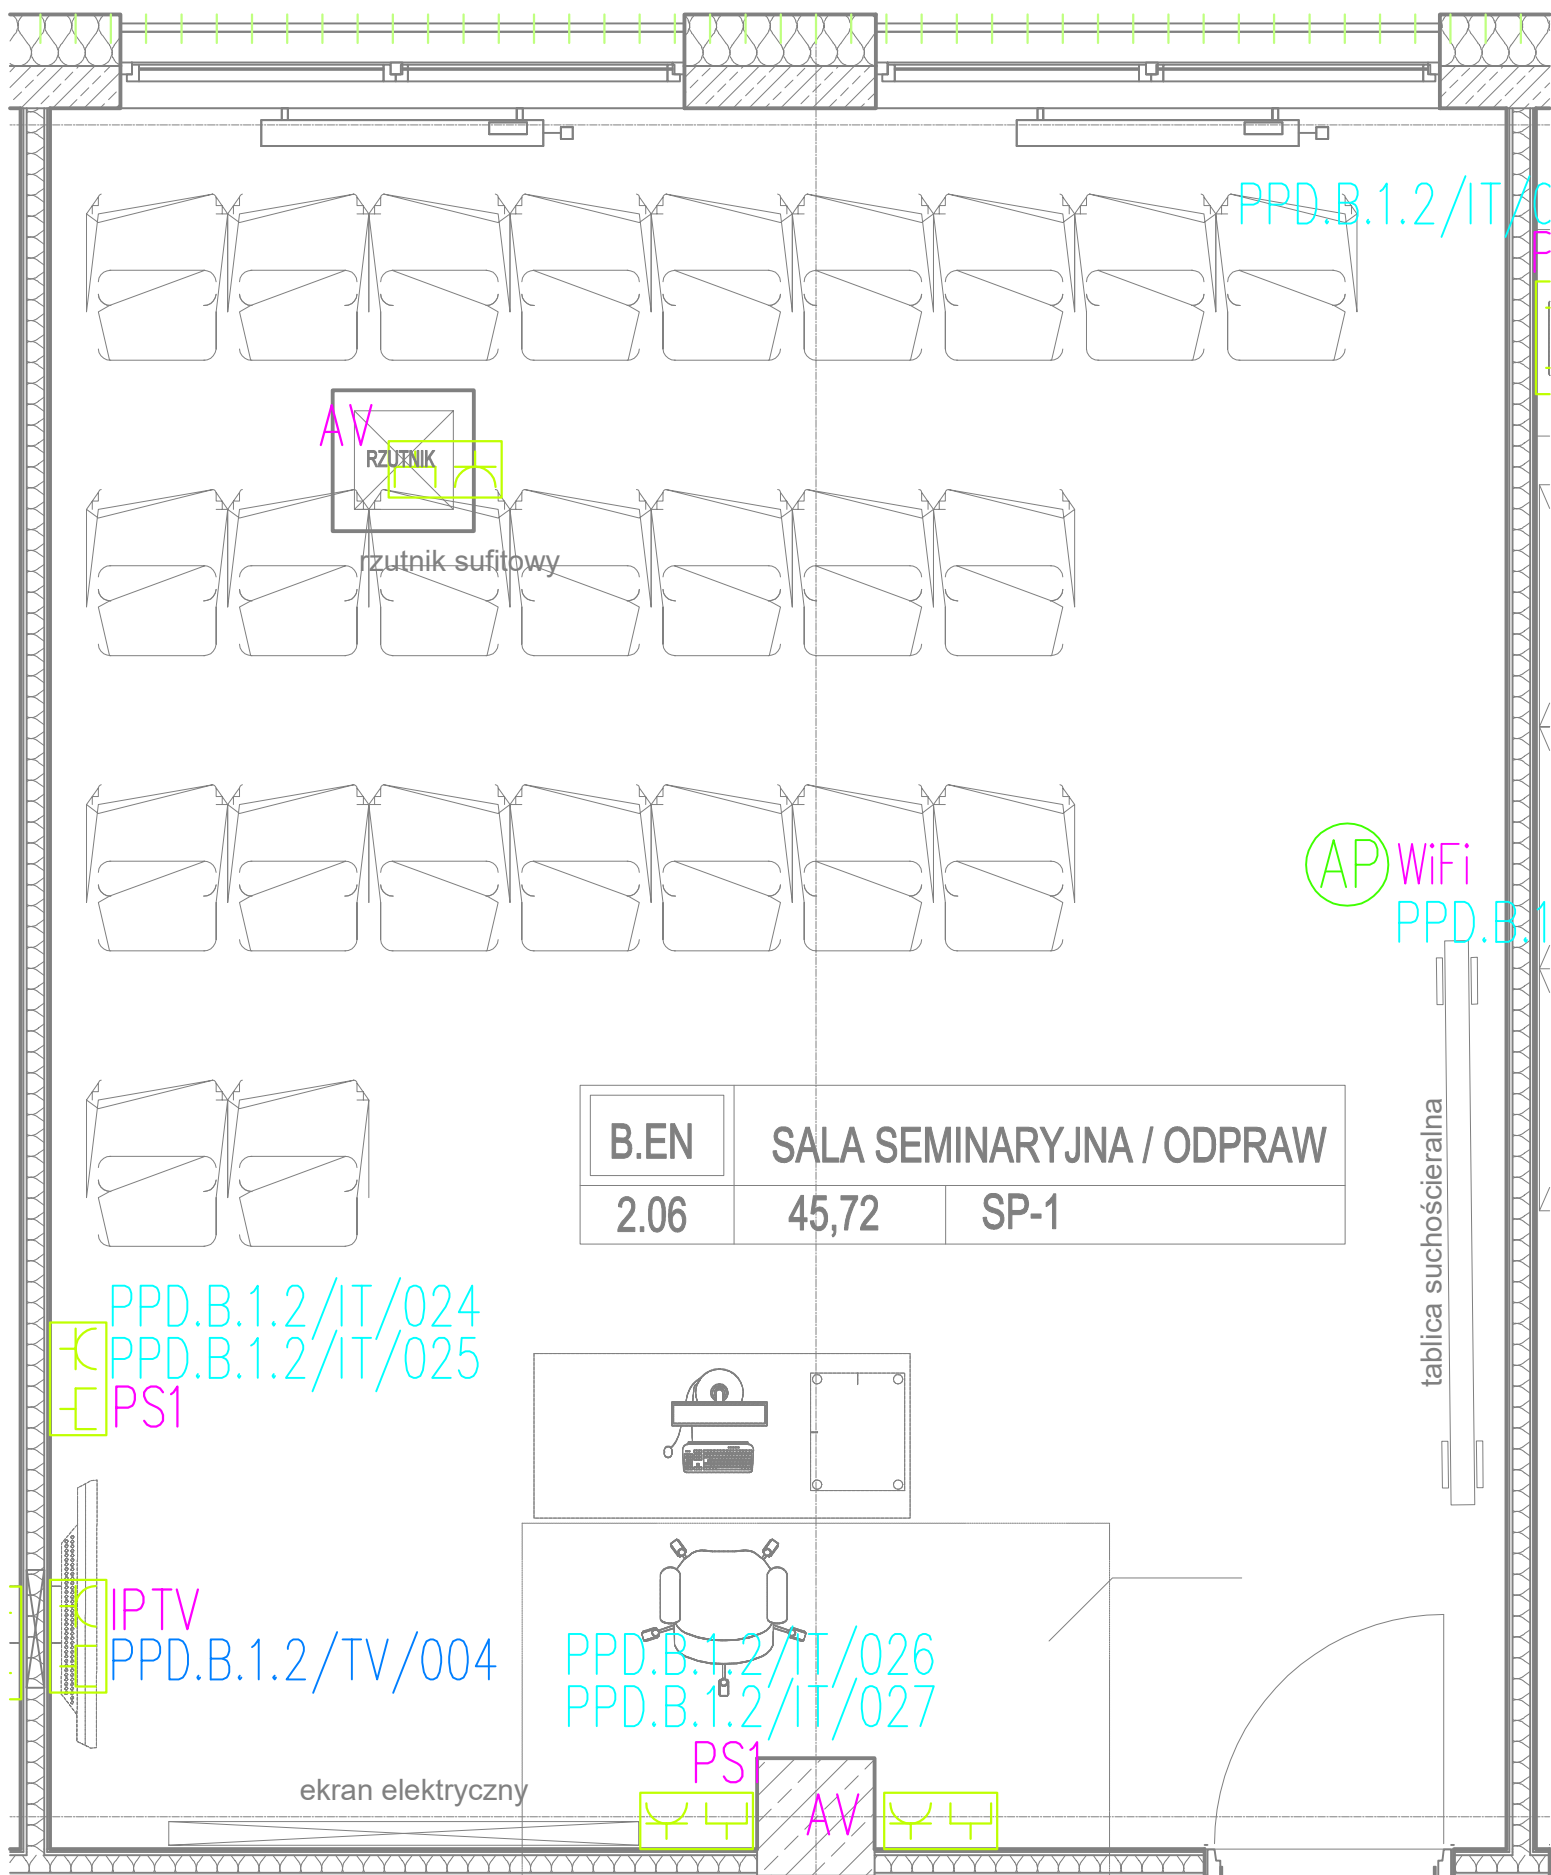 PPD.B.1.2/IT/
AV
RZUTNIK
rzutnik sufitowy
AP WiFi
PPD.B.1
B.EN SALA SEMINARYJNA / ODPRAW
2.06 45,72 SP-1
tablica suchościeralna
PPD.B.1.2/IT/024
PPD.B.1.2/IT/025
PS1
IPTV
PPD.B.1.2/TV/004
PPD.B.1.2/IT/026
PPD.B.1.2/IT/027
PS1
ekran elektryczny
AV